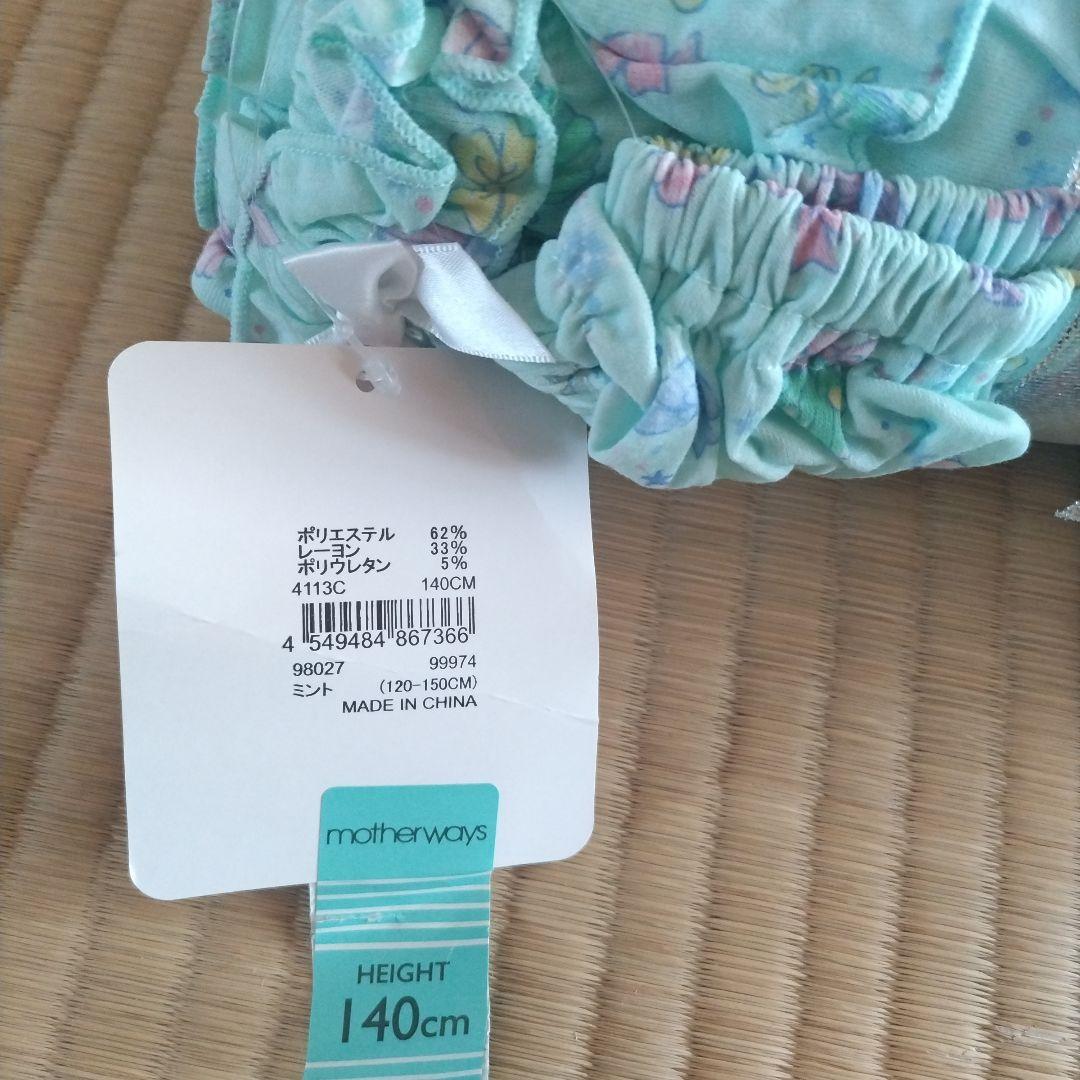 ポリエステル 62%
レーヨン 33%
ポリウレタン 5%
4113C 140CM
4 549484 867366
98027 99974
ミント (120-150CM)
MADE IN CHINA
motherways
HEIGHT
140cm